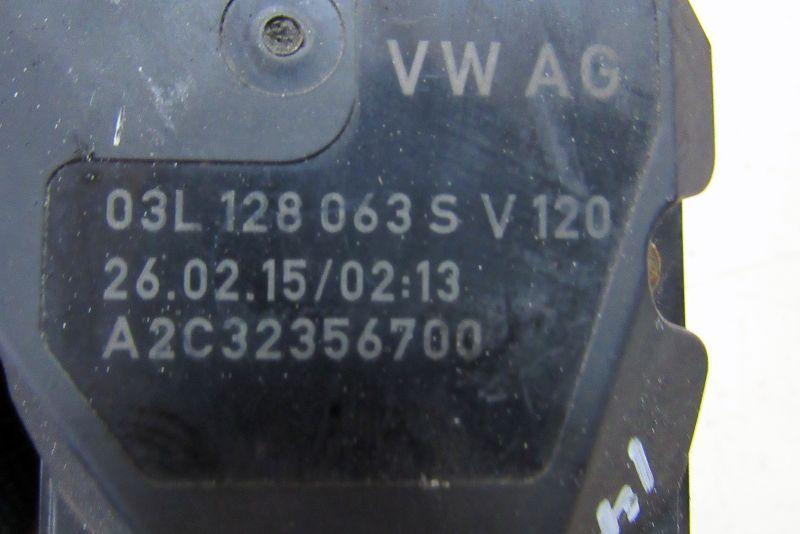 VW AG
03L 128 063 S V 120
26.02.15/02:13
A2C32356700